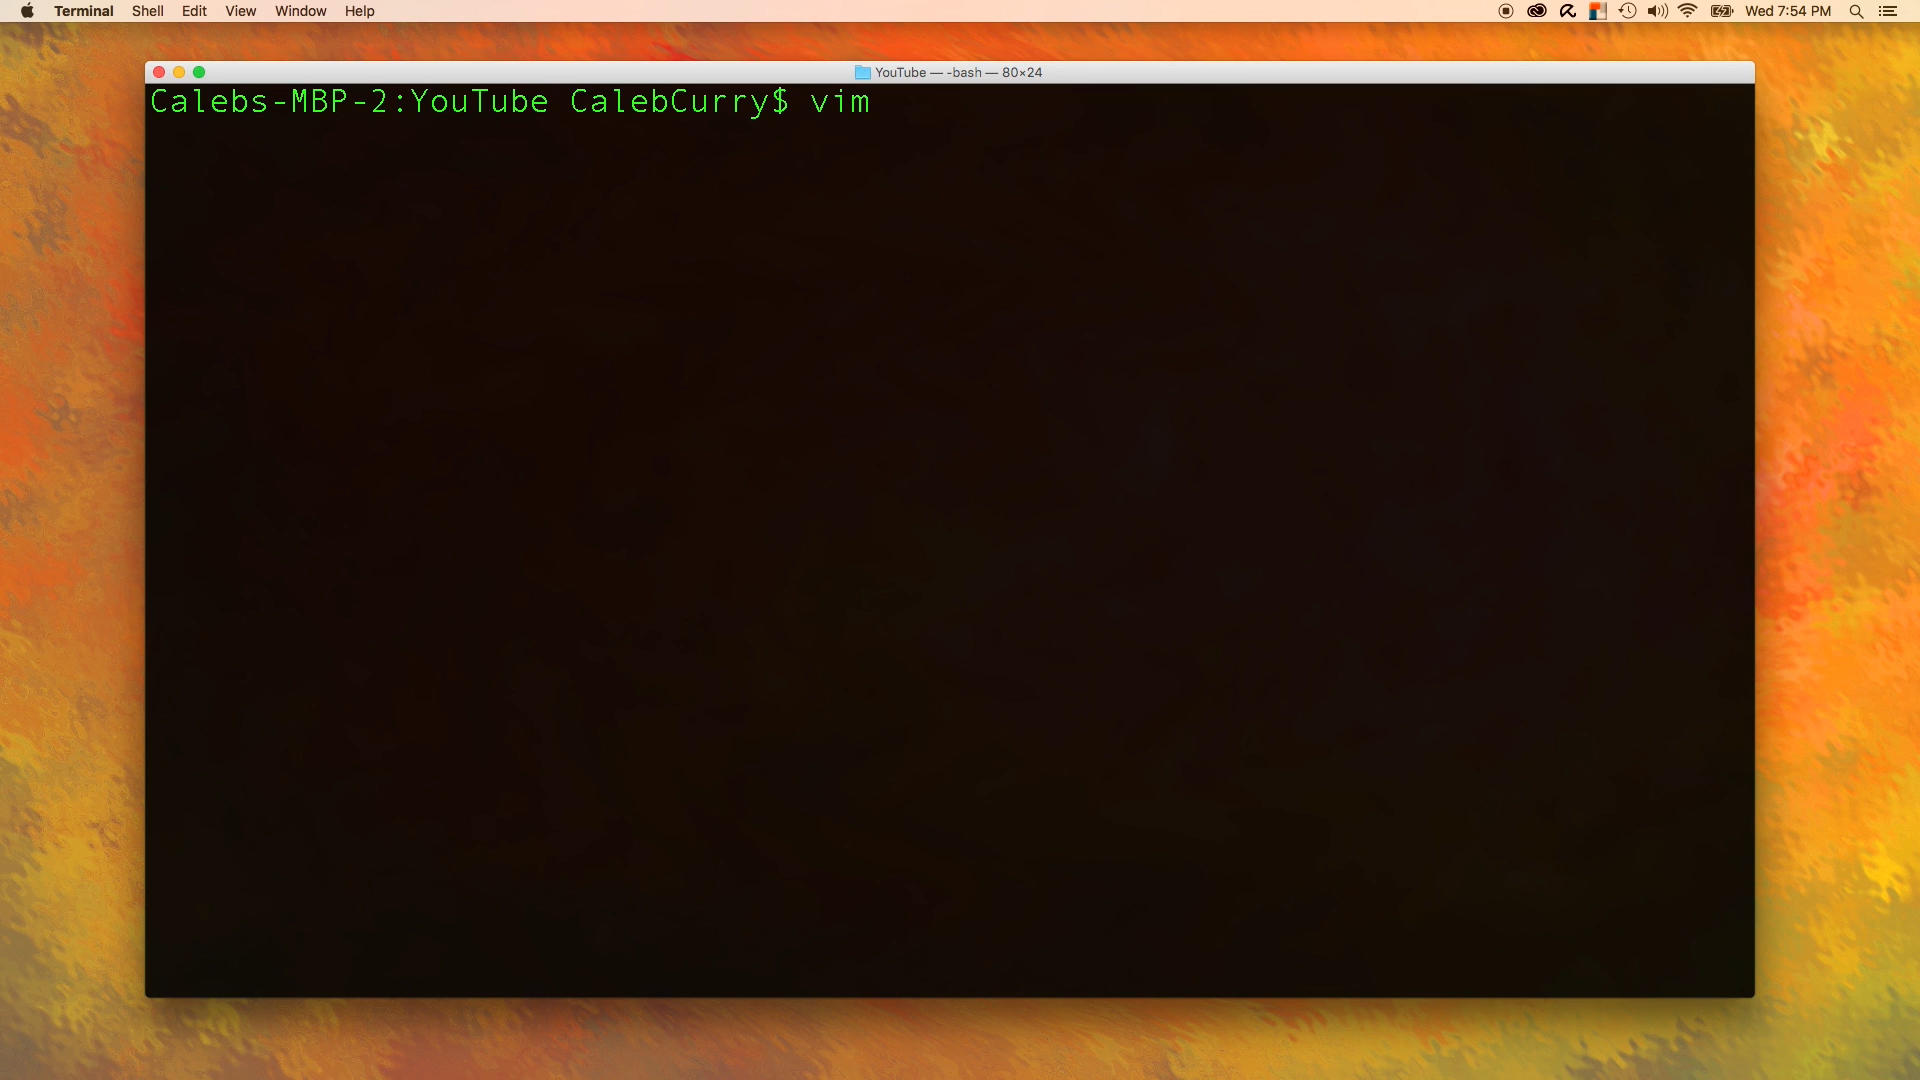 Terminal Shell Edit View Window Help Wed 7:54 PM
YouTube — -bash — 80×24
Calebs-MBP-2:YouTube CalebCurry$ vim